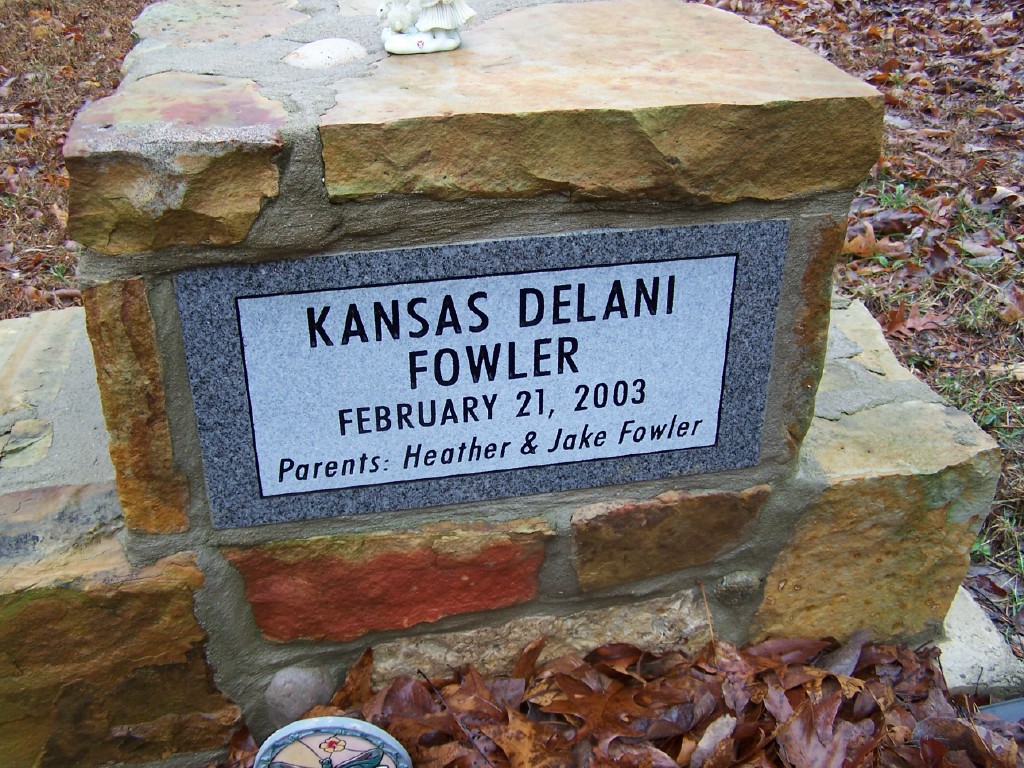 KANSAS DELANI
FOWLER
FEBRUARY 21, 2003
Parents: Heather & Jake Fowler